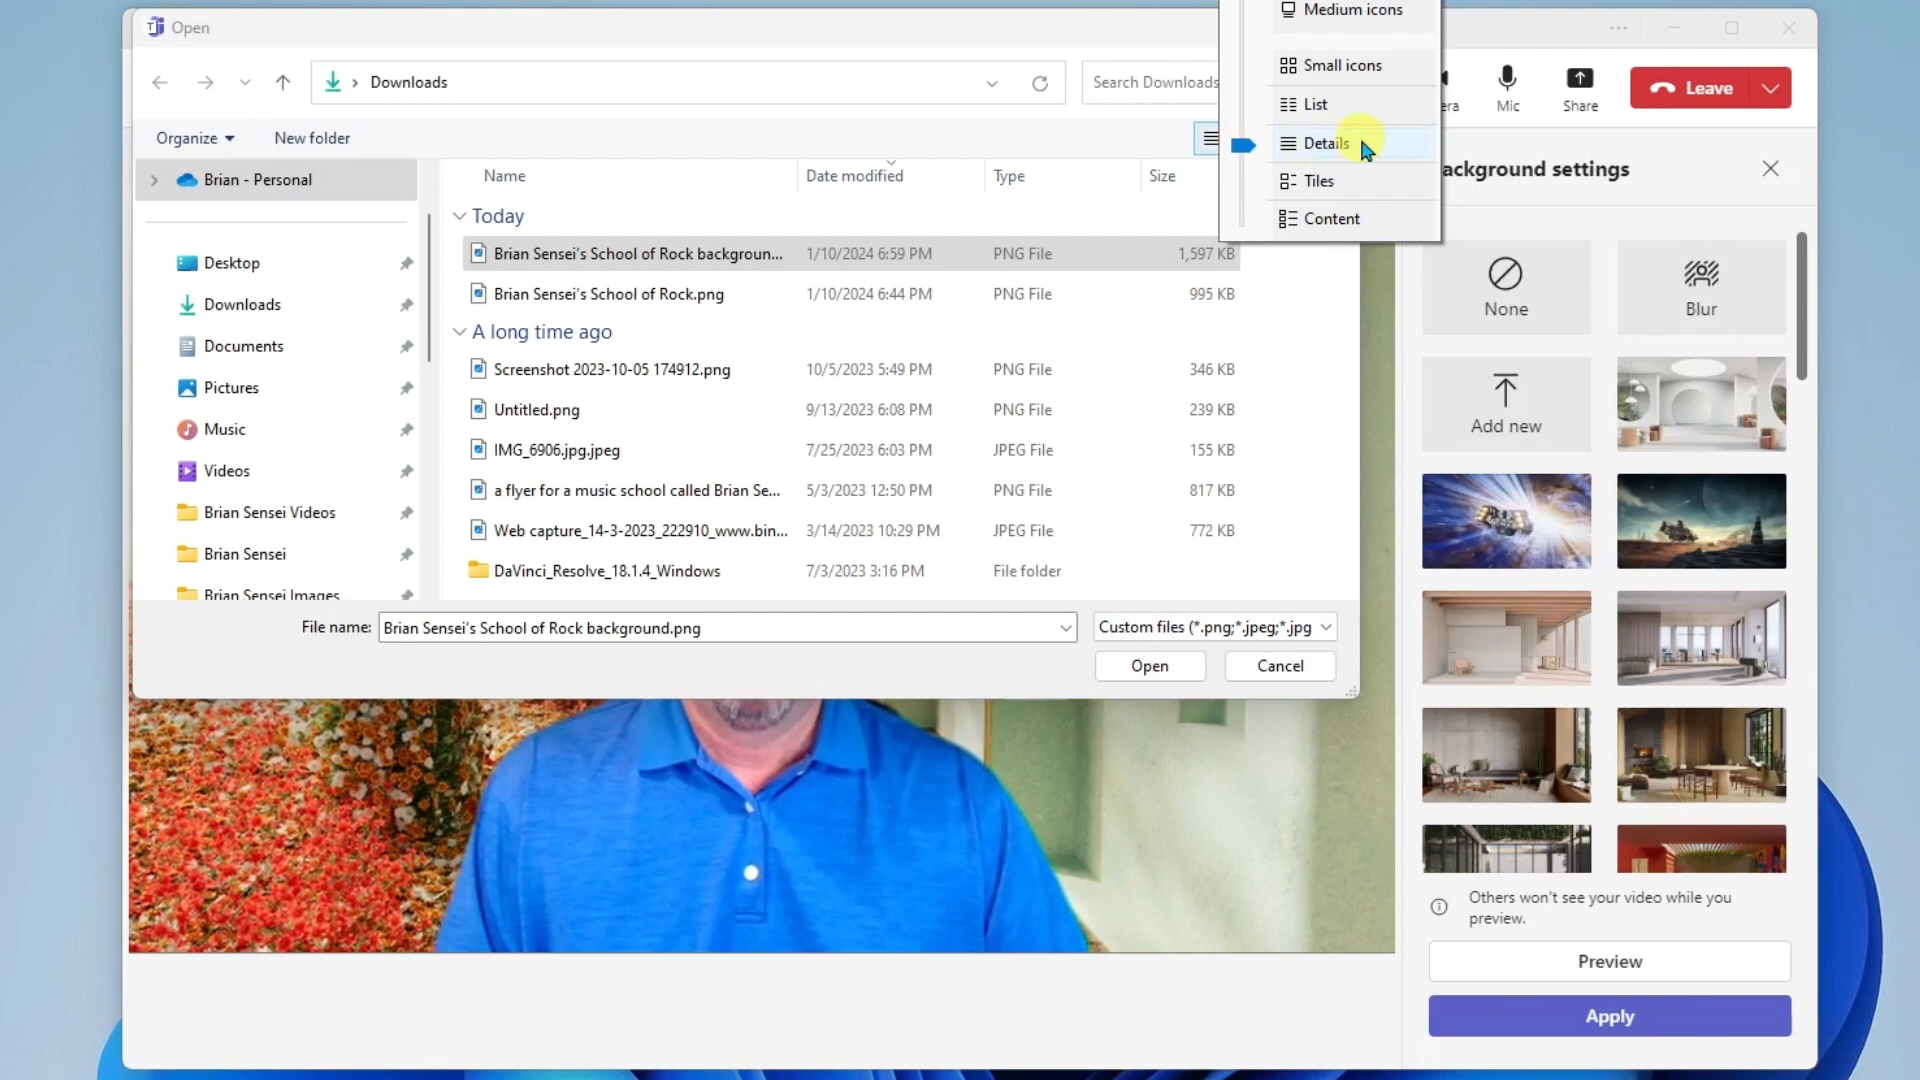 Open
Medium icons
Small icons
List
Details
Tiles
Content
Downloads
Search Downloads
Mic
Share
Leave
Organize
New folder
Brian - Personal
Desktop
Downloads
Documents
Pictures
Music
Videos
Brian Sensei Videos
Brian Sensei
Brian Sensei Images
Name Date modified Type Size
Today
Brian Sensei's School of Rock backgroun... 1/10/2024 6:59 PM PNG File 1,597 KB
Brian Sensei's School of Rock.png 1/10/2024 6:44 PM PNG File 995 KB
A long time ago
Screenshot 2023-10-05 174912.png 10/5/2023 5:49 PM PNG File 346 KB
Untitled.png 9/13/2023 6:08 PM PNG File 239 KB
IMG_6906.jpg.jpeg 7/25/2023 6:03 PM JPEG File 155 KB
a flyer for a music school called Brian Se... 5/3/2023 12:50 PM PNG File 817 KB
Web capture_14-3-2023_222910_www.bin... 3/14/2023 10:29 PM JPEG File 772 KB
DaVinci_Resolve_18.1.4_Windows 7/3/2023 3:16 PM File folder
File name: Brian Sensei's School of Rock background.png
Custom files (*.png;*.jpeg;*.jpg
Open
Cancel
ackground settings
None
Blur
Add new
Others won't see your video while you
preview.
Preview
Apply